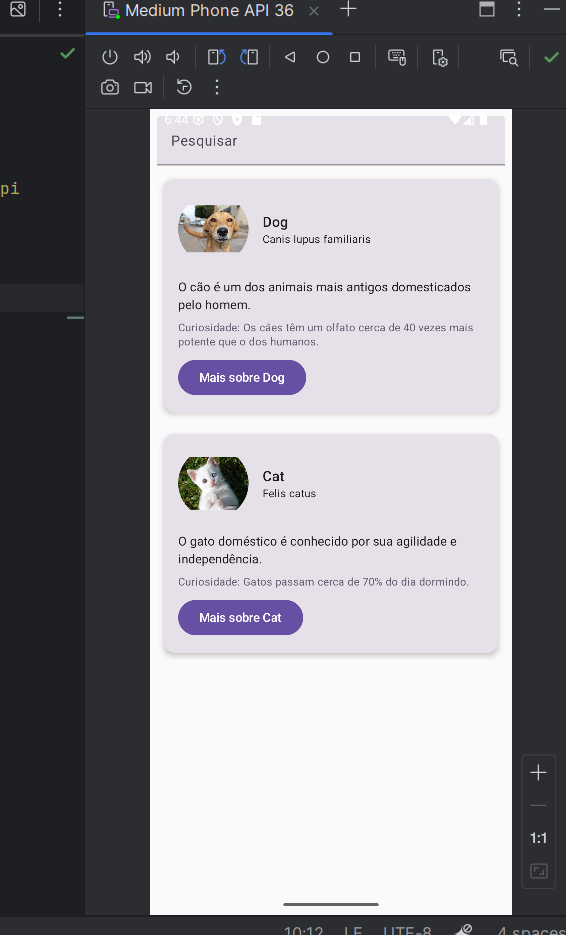 Medium Phone API 36
pi
6:44
Pesquisar
Dog
Canis lupus familiaris
O cão é um dos animais mais antigos domesticados
pelo homem.
Curiosidade: Os cães têm um olfato cerca de 40 vezes mais
potente que o dos humanos.
Mais sobre Dog
Cat
Felis catus
O gato doméstico é conhecido por sua agilidade e
independência.
Curiosidade: Gatos passam cerca de 70% do dia dormindo.
Mais sobre Cat
1:1
10:12 LF UTF-8 4 spaces